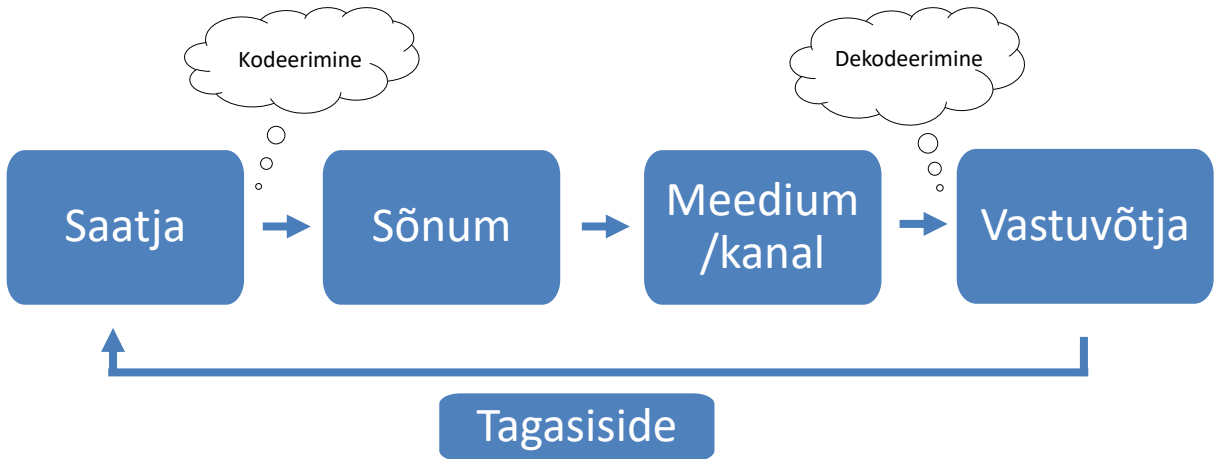 Kodeerimine
Dekodeerimine
Saatja
Sõnum
Meedium
/kanal
Vastuvõtja
Tagasiside